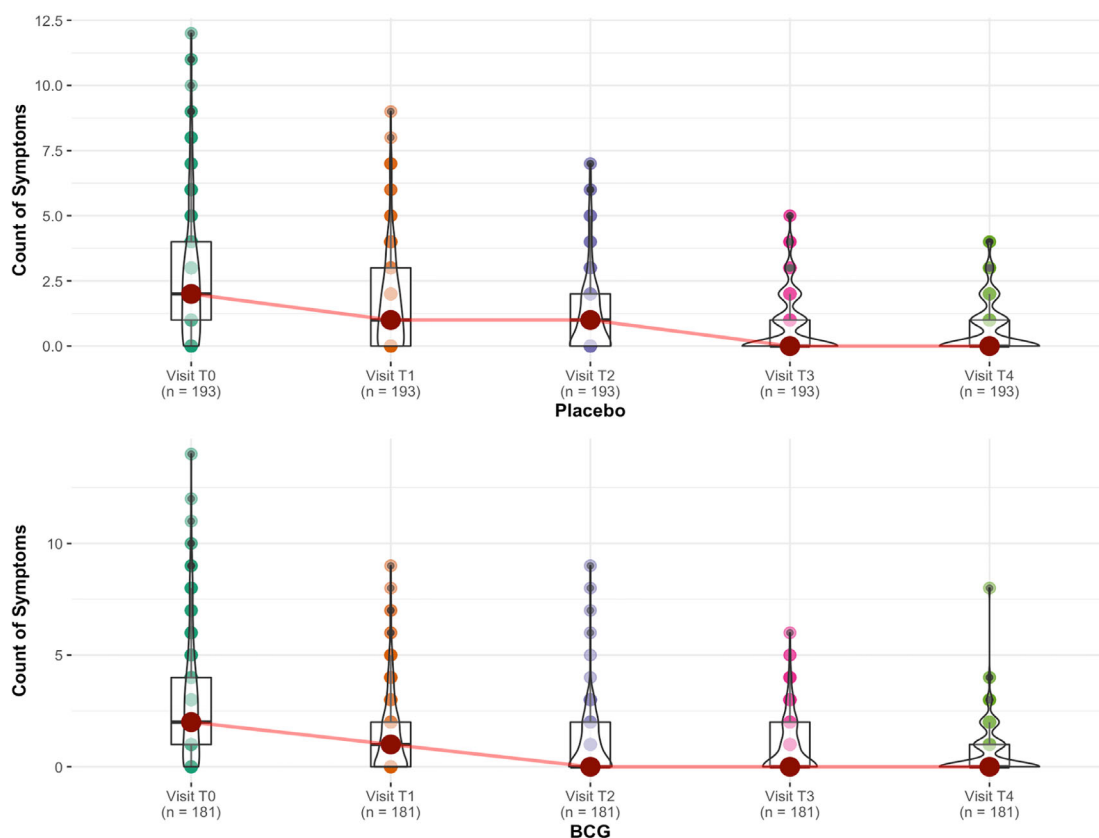 12.5
10.0
7.5
5.0
2.5
0.0
Count of Symptoms
Visit T0 Visit T1 Visit T2 Visit T3 Visit T4
(n = 193) (n = 193) (n = 193) (n = 193) (n = 193)
Placebo
10
5
0
Count of Symptoms
Visit T0 Visit T1 Visit T2 Visit T3 Visit T4
(n = 181) (n = 181) (n = 181) (n = 181) (n = 181)
BCG